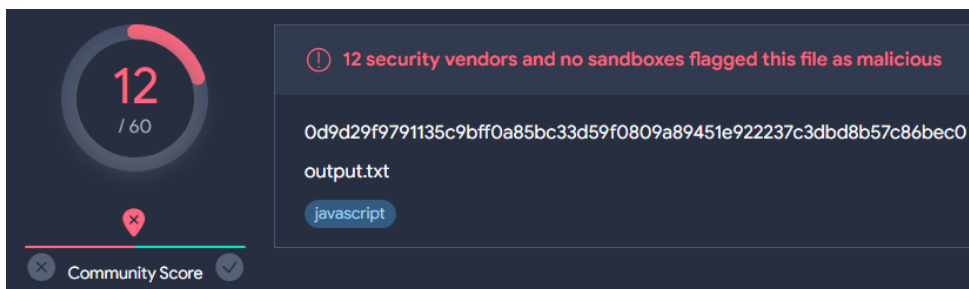 12
/ 60
Community Score
12 security vendors and no sandboxes flagged this file as malicious
0d9d29f9791135c9bff0a85bc33d59f0809a89451e922237c3dbd8b57c86bec0
output.txt
javascript